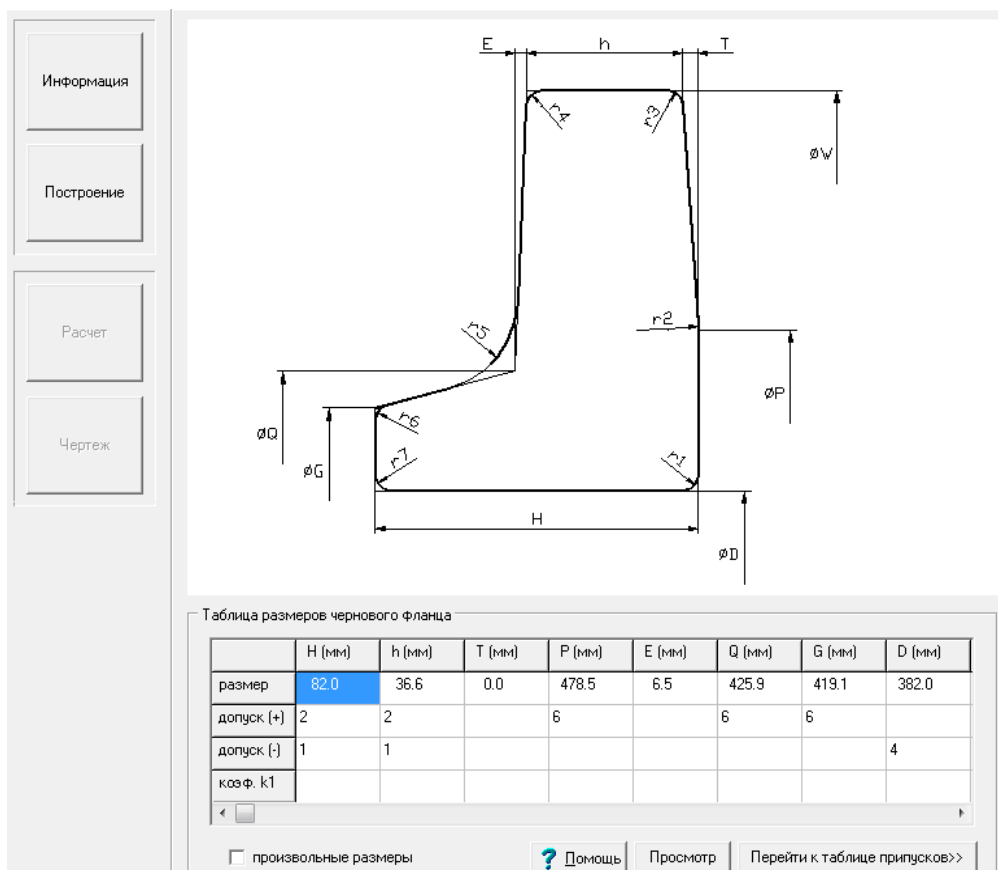 Информация
Построение
Расчет
Чертеж
E h T
r4 r3
øW
r5 r2
øP
øQ r6
øG r7 r1
H
øD
Таблица размеров чернового фланца
H (мм) h (мм) T (мм) P (мм) E (мм) Q (мм) G (мм) D (мм)
размер 82.0 36.6 0.0 478.5 6.5 425.9 419.1 382.0
допуск (+) 2 2 6 6 6
допуск (-) 1 1 4
коэф. k1
произвольные размеры ? Помощь Просмотр Перейти к таблице припусков>>